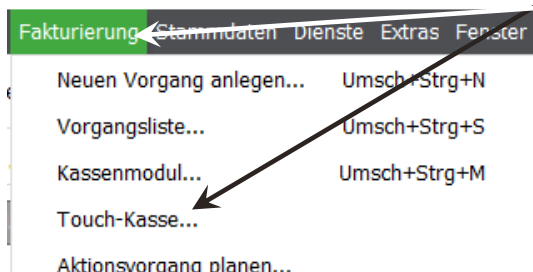 Fakturierung Stammdaten Dienste Extras Fenster
Neuen Vorgang anlegen... Umsch+Strg+N
Vorgangsliste... Umsch+Strg+S
Kassenmodul... Umsch+Strg+M
Touch-Kasse...
Aktionsvorgang planen...